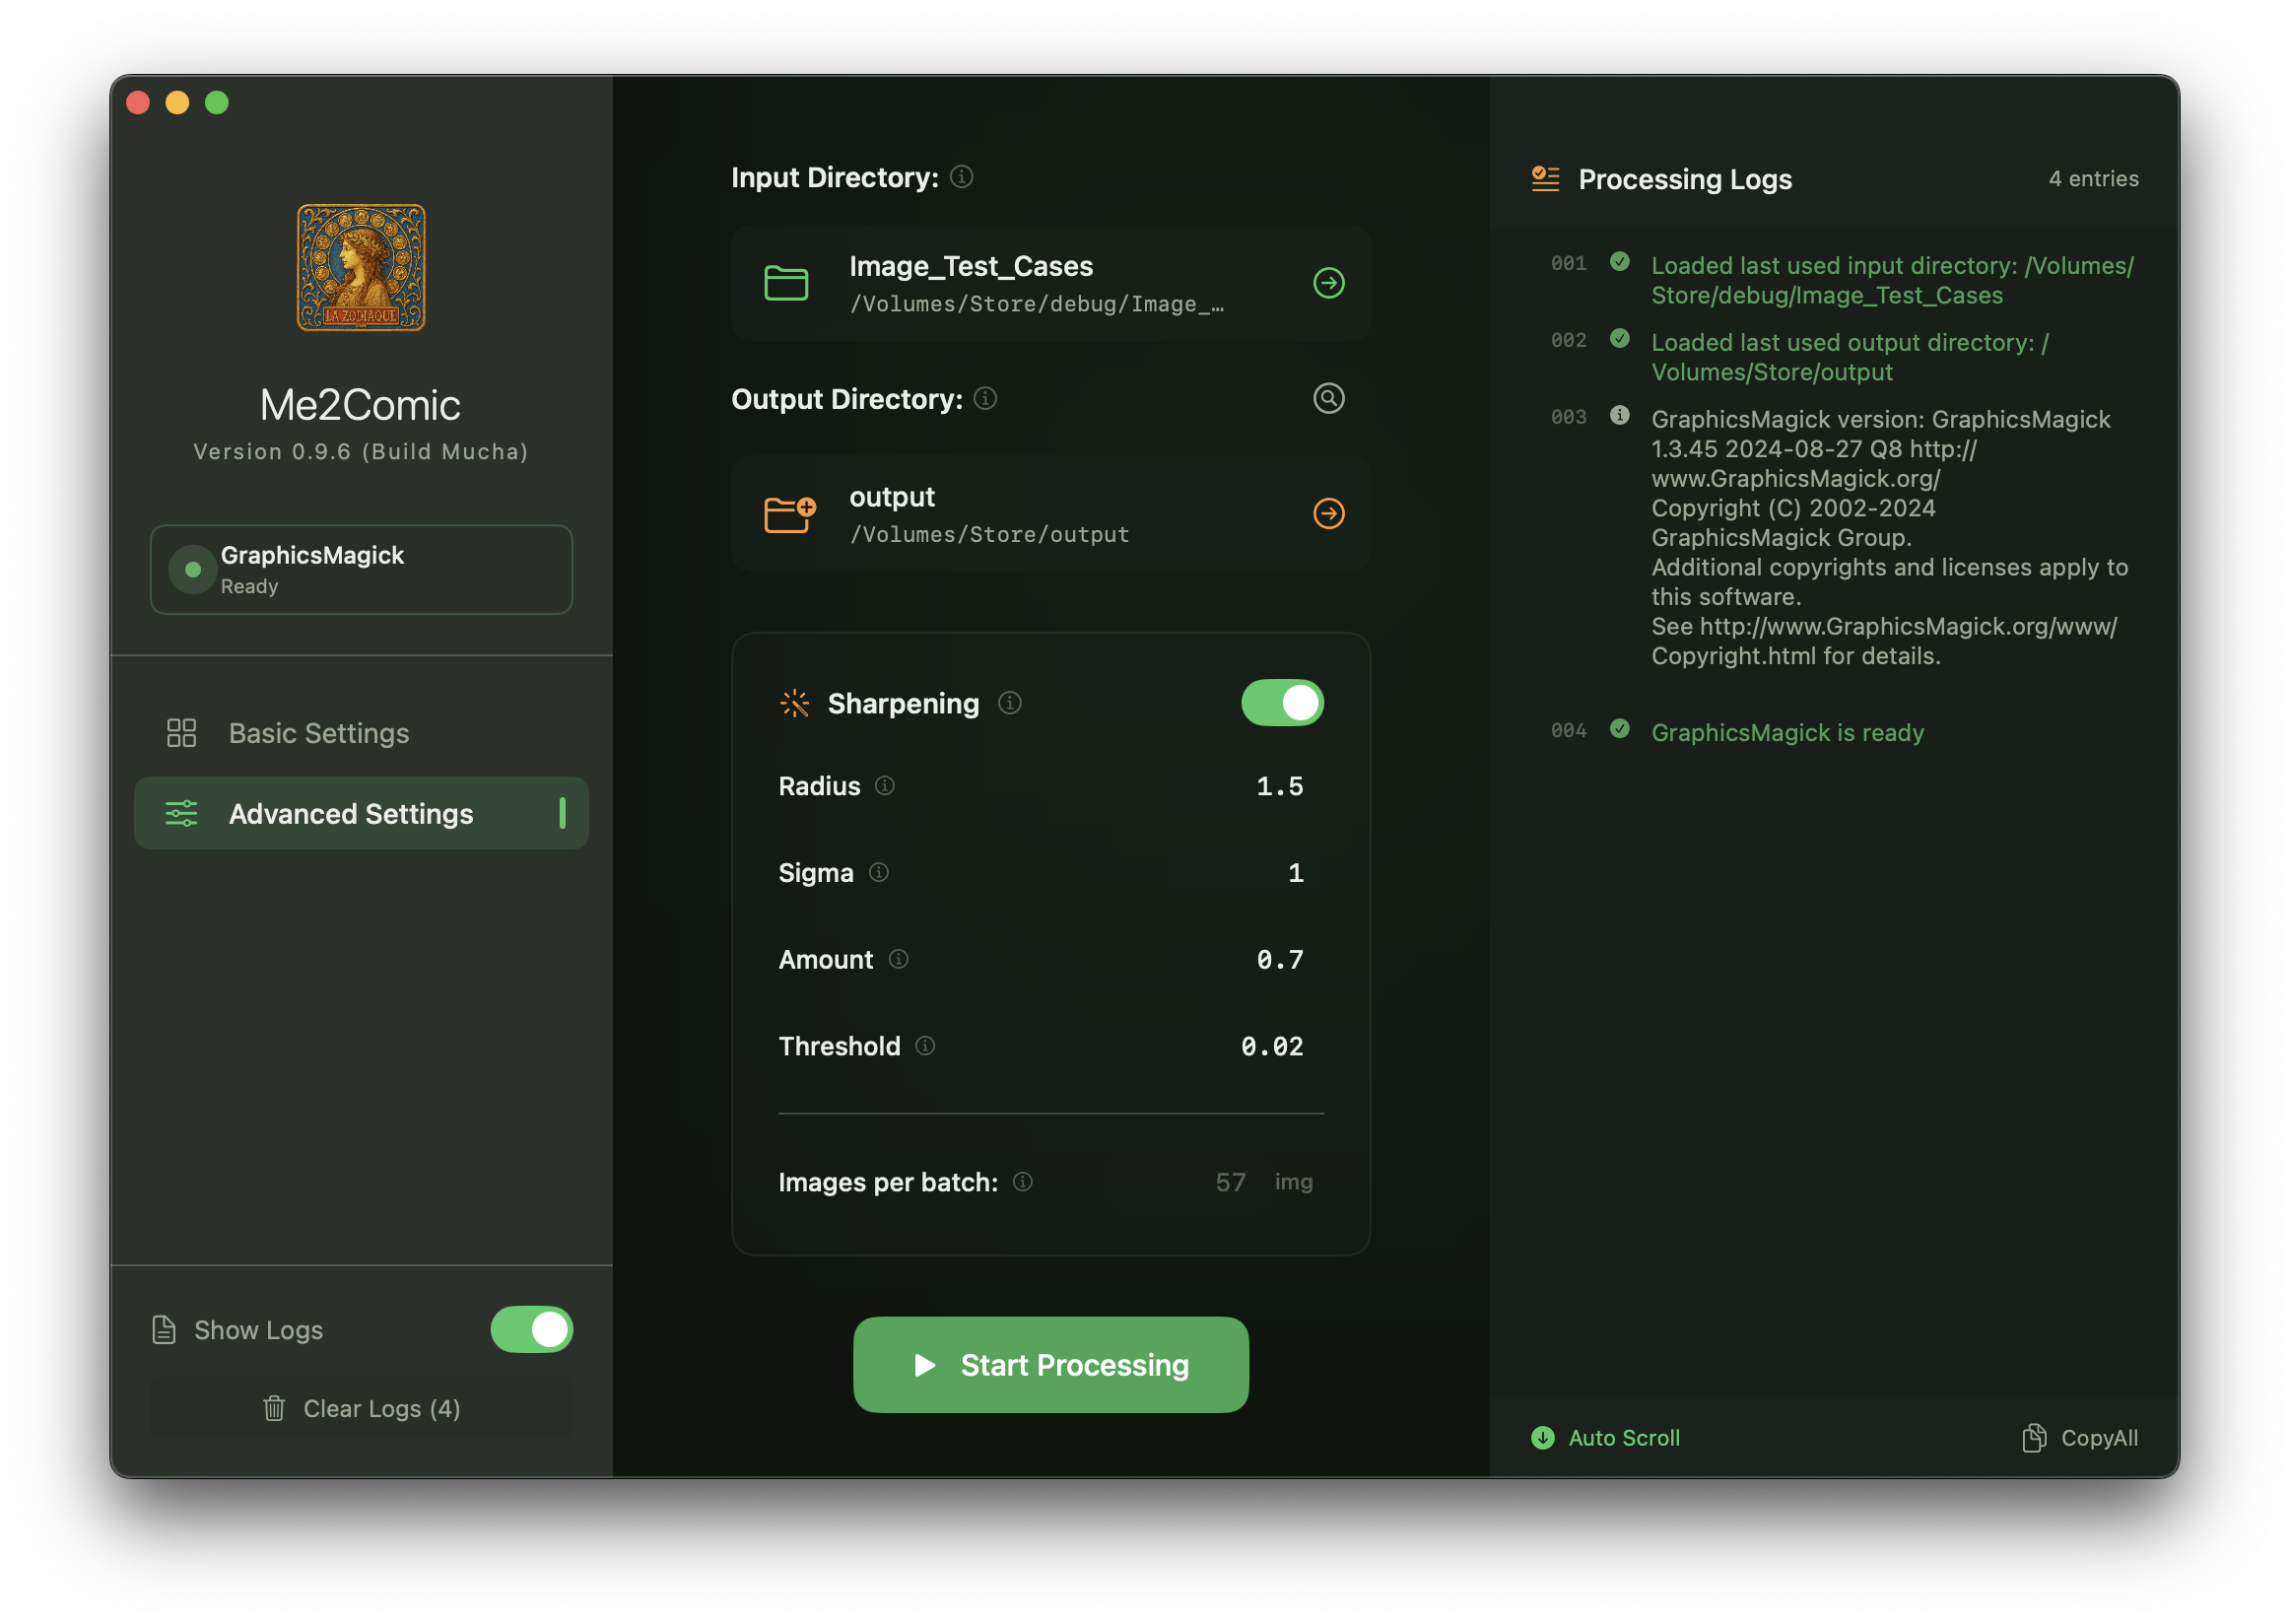 LA ZODIAQUE
Me2Comic
Version 0.9.6 (Build Mucha)
GraphicsMagick
Ready
Basic Settings
Advanced Settings
Show Logs
Clear Logs (4)
Input Directory:
Image_Test_Cases
/Volumes/Store/debug/Image_…
Output Directory:
output
/Volumes/Store/output
Sharpening
Radius 1.5
Sigma 1
Amount 0.7
Threshold 0.02
Images per batch: 57 img
Start Processing
Processing Logs 4 entries
001 Loaded last used input directory: /Volumes/
Store/debug/Image_Test_Cases
002 Loaded last used output directory: /
Volumes/Store/output
003 GraphicsMagick version: GraphicsMagick
1.3.45 2024-08-27 Q8 http://
www.GraphicsMagick.org/
Copyright (C) 2002-2024
GraphicsMagick Group.
Additional copyrights and licenses apply to
this software.
See http://www.GraphicsMagick.org/www/
Copyright.html for details.
004 GraphicsMagick is ready
Auto Scroll
CopyAll